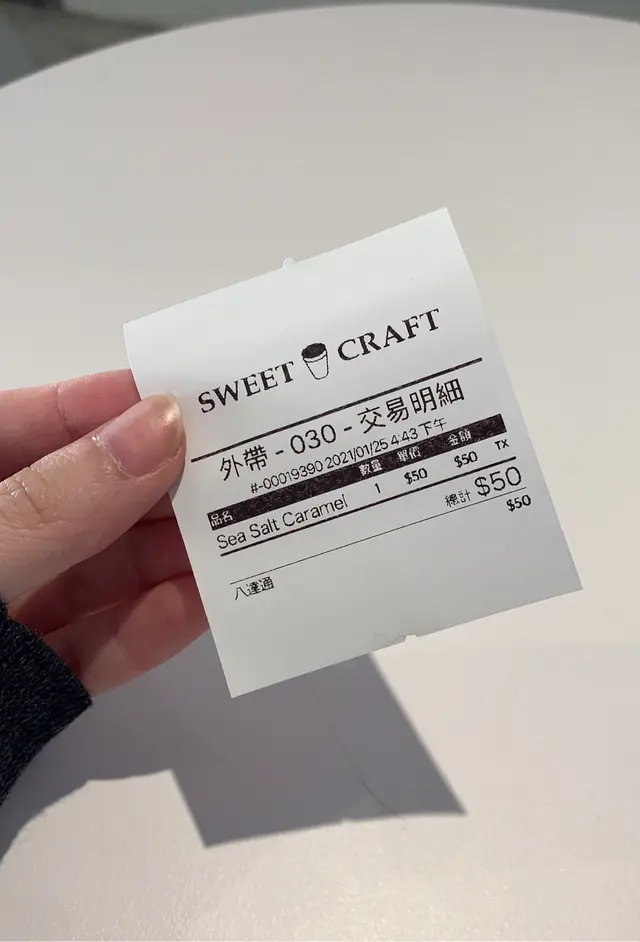 SWEET CRAFT
外帶 - 030 - 交易明細
#-00019390 2021/01/25 4:43 下午
品名 數量 單價 金額
Sea Salt Caramel 1 $50 $50 TX
總計 $50
八達通 $50